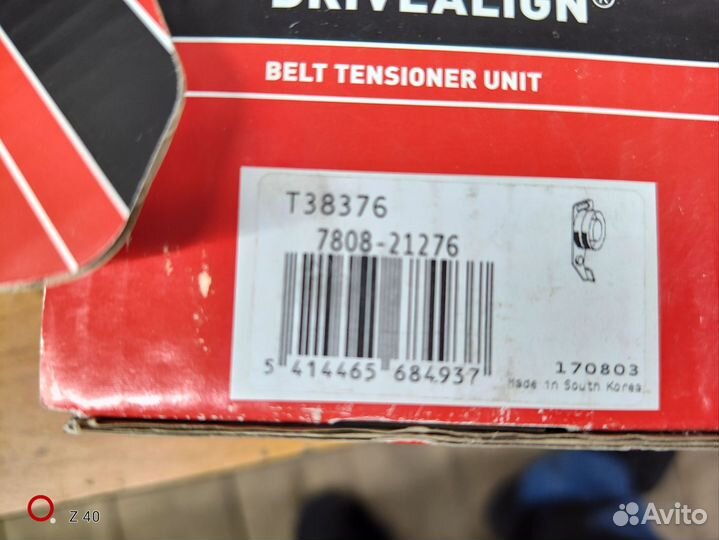 DRIVEALIGN®
BELT TENSIONER UNIT
T38376
7808-21276
5 414465 684937
170803
Made in South Korea
Z 40
Avito